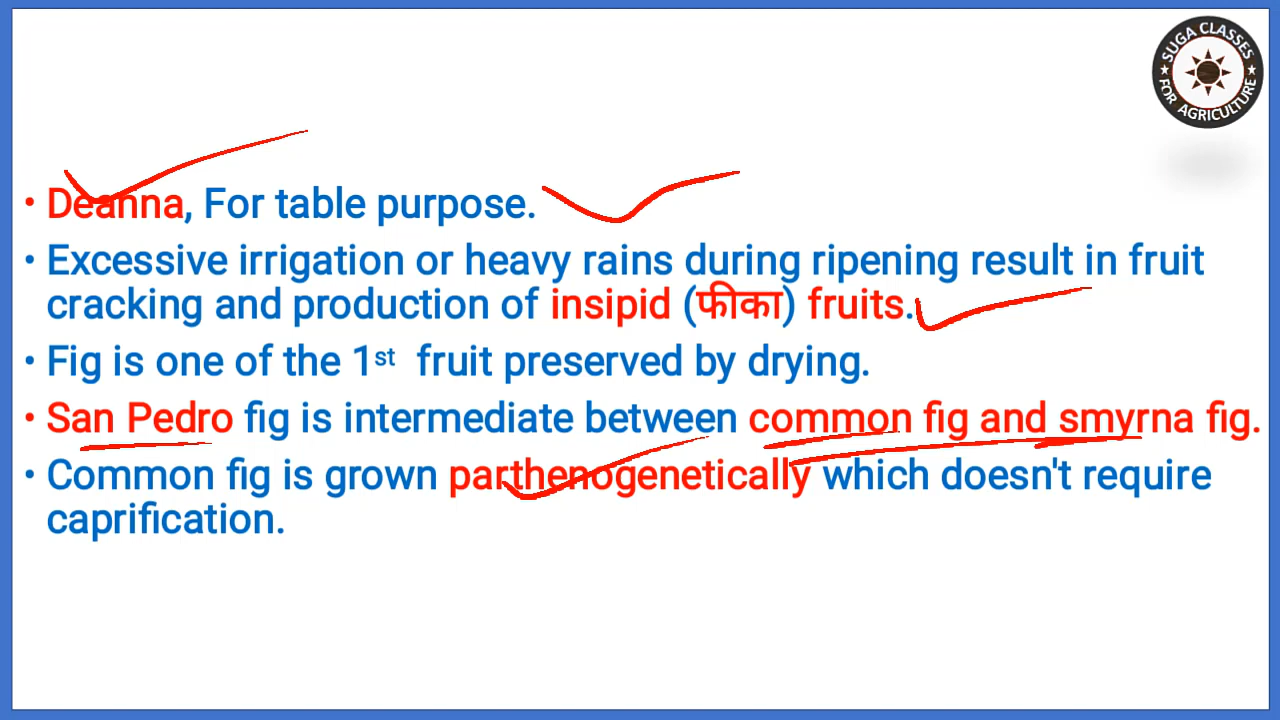 SUGA CLASSES
FOR AGRICULTURE
• Deanna, For table purpose.
• Excessive irrigation or heavy rains during ripening result in fruit
cracking and production of insipid (फीका) fruits.
• Fig is one of the 1st fruit preserved by drying.
• San Pedro fig is intermediate between common fig and smyrna fig.
• Common fig is grown parthenogenetically which doesn't require
caprification.